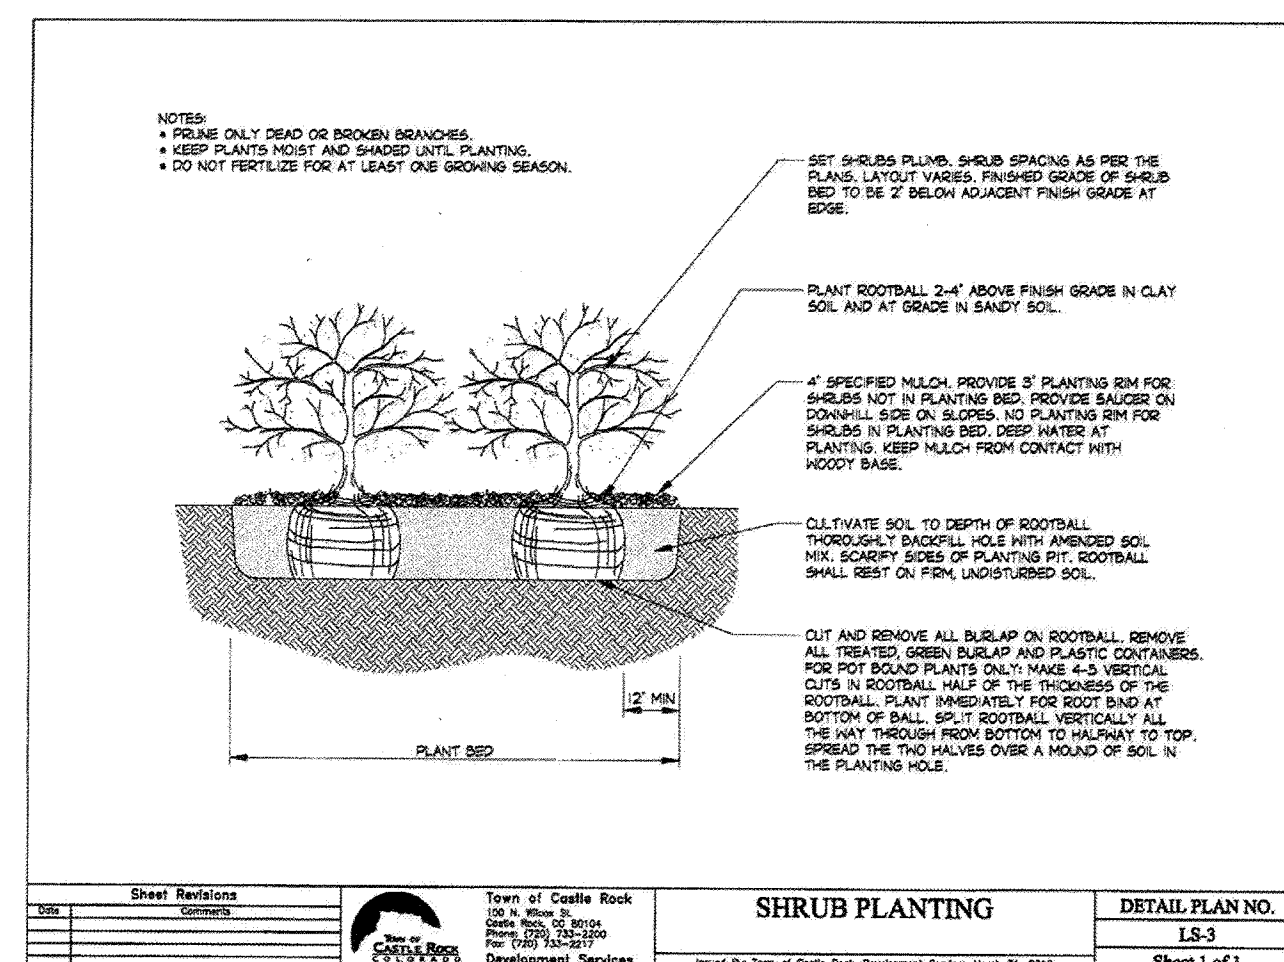 NOTES:
• PRUNE ONLY DEAD OR BROKEN BRANCHES.
• KEEP PLANTS MOIST AND SHADED UNTIL PLANTING.
• DO NOT FERTILIZE FOR AT LEAST ONE GROWING SEASON.
SET SHRUBS PLUMB. SHRUB SPACING AS PER THE
PLANS. LAYOUT VARIES. FINISHED GRADE OF SHRUB
BED TO BE 2" BELOW ADJACENT FINISH GRADE AT
EDGE.
PLANT ROOTBALL 2-4" ABOVE FINISH GRADE IN CLAY
SOIL AND AT GRADE IN SANDY SOIL.
4" SPECIFIED MULCH. PROVIDE 3" PLANTING RIM FOR
SHRUBS NOT IN PLANTING BED. PROVIDE SAUCER ON
DOWNHILL SIDE ON SLOPES. NO PLANTING RIM FOR
SHRUBS IN PLANTING BED. DEEP WATER AT
PLANTING. KEEP MULCH FROM CONTACT WITH
WOODY BASE.
CULTIVATE SOIL TO DEPTH OF ROOTBALL
THOROUGHLY BACKFILL HOLE WITH AMENDED SOIL
MIX. SCARIFY SIDES OF PLANTING PIT. ROOTBALL
SHALL REST ON FIRM, UNDISTURBED SOIL.
CUT AND REMOVE ALL BURLAP ON ROOTBALL. REMOVE
ALL TREATED, GREEN BURLAP AND PLASTIC CONTAINERS.
FOR POT BOUND PLANTS ONLY: MAKE 4-5 VERTICAL
CUTS IN ROOTBALL HALF OF THE THICKNESS OF THE
ROOTBALL. PLANT IMMEDIATELY FOR ROOT BIND AT
BOTTOM OF BALL. SPLIT ROOTBALL VERTICALLY ALL
THE WAY THROUGH FROM BOTTOM TO HALFWAY TO TOP.
SPREAD THE TWO HALVES OVER A MOUND OF SOIL IN
THE PLANTING HOLE.
12" MIN
PLANT BED
Sheet Revisions
Date Comments
TOWN OF
CASTLE ROCK
COLORADO
Town of Castle Rock
100 N. Wilcox St.
Castle Rock, CO 80104
Phone: (720) 733-2200
Fax: (720) 733-2217
Development Services
SHRUB PLANTING
DETAIL PLAN NO.
LS-3
Sheet 1 of 3